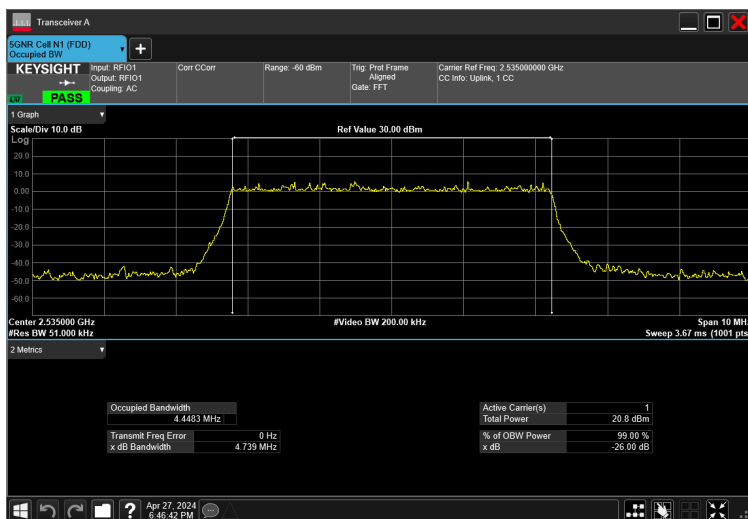 Transceiver A
5GNR Cell N1 (FDD)
Occupied BW
KEYSIGHT
LXI
PASS
Input: RFIO1
Output: RFIO1
Coupling: AC
Corr CCorr
Range: -60 dBm
Trig: Prot Frame
Aligned
Gate: FFT
Carrier Ref Freq: 2.535000000 GHz
CC Info: Uplink, 1 CC
1 Graph
Scale/Div 10.0 dB
Ref Value 30.00 dBm
Log
20.0
10.0
0.00
-10.0
-20.0
-30.0
-40.0
-50.0
-60.0
Center 2.535000 GHz
#Video BW 200.00 kHz
Span 10 MH
#Res BW 51.000 kHz
Sweep 3.67 ms (1001 pts
2 Metrics
Occupied Bandwidth
4.4483 MHz
Transmit Freq Error 0 Hz
x dB Bandwidth 4.739 MHz
Active Carrier(s) 1
Total Power 20.8 dBm
% of OBW Power 99.00 %
x dB -26.00 dB
Apr 27, 2024
6:46:42 PM